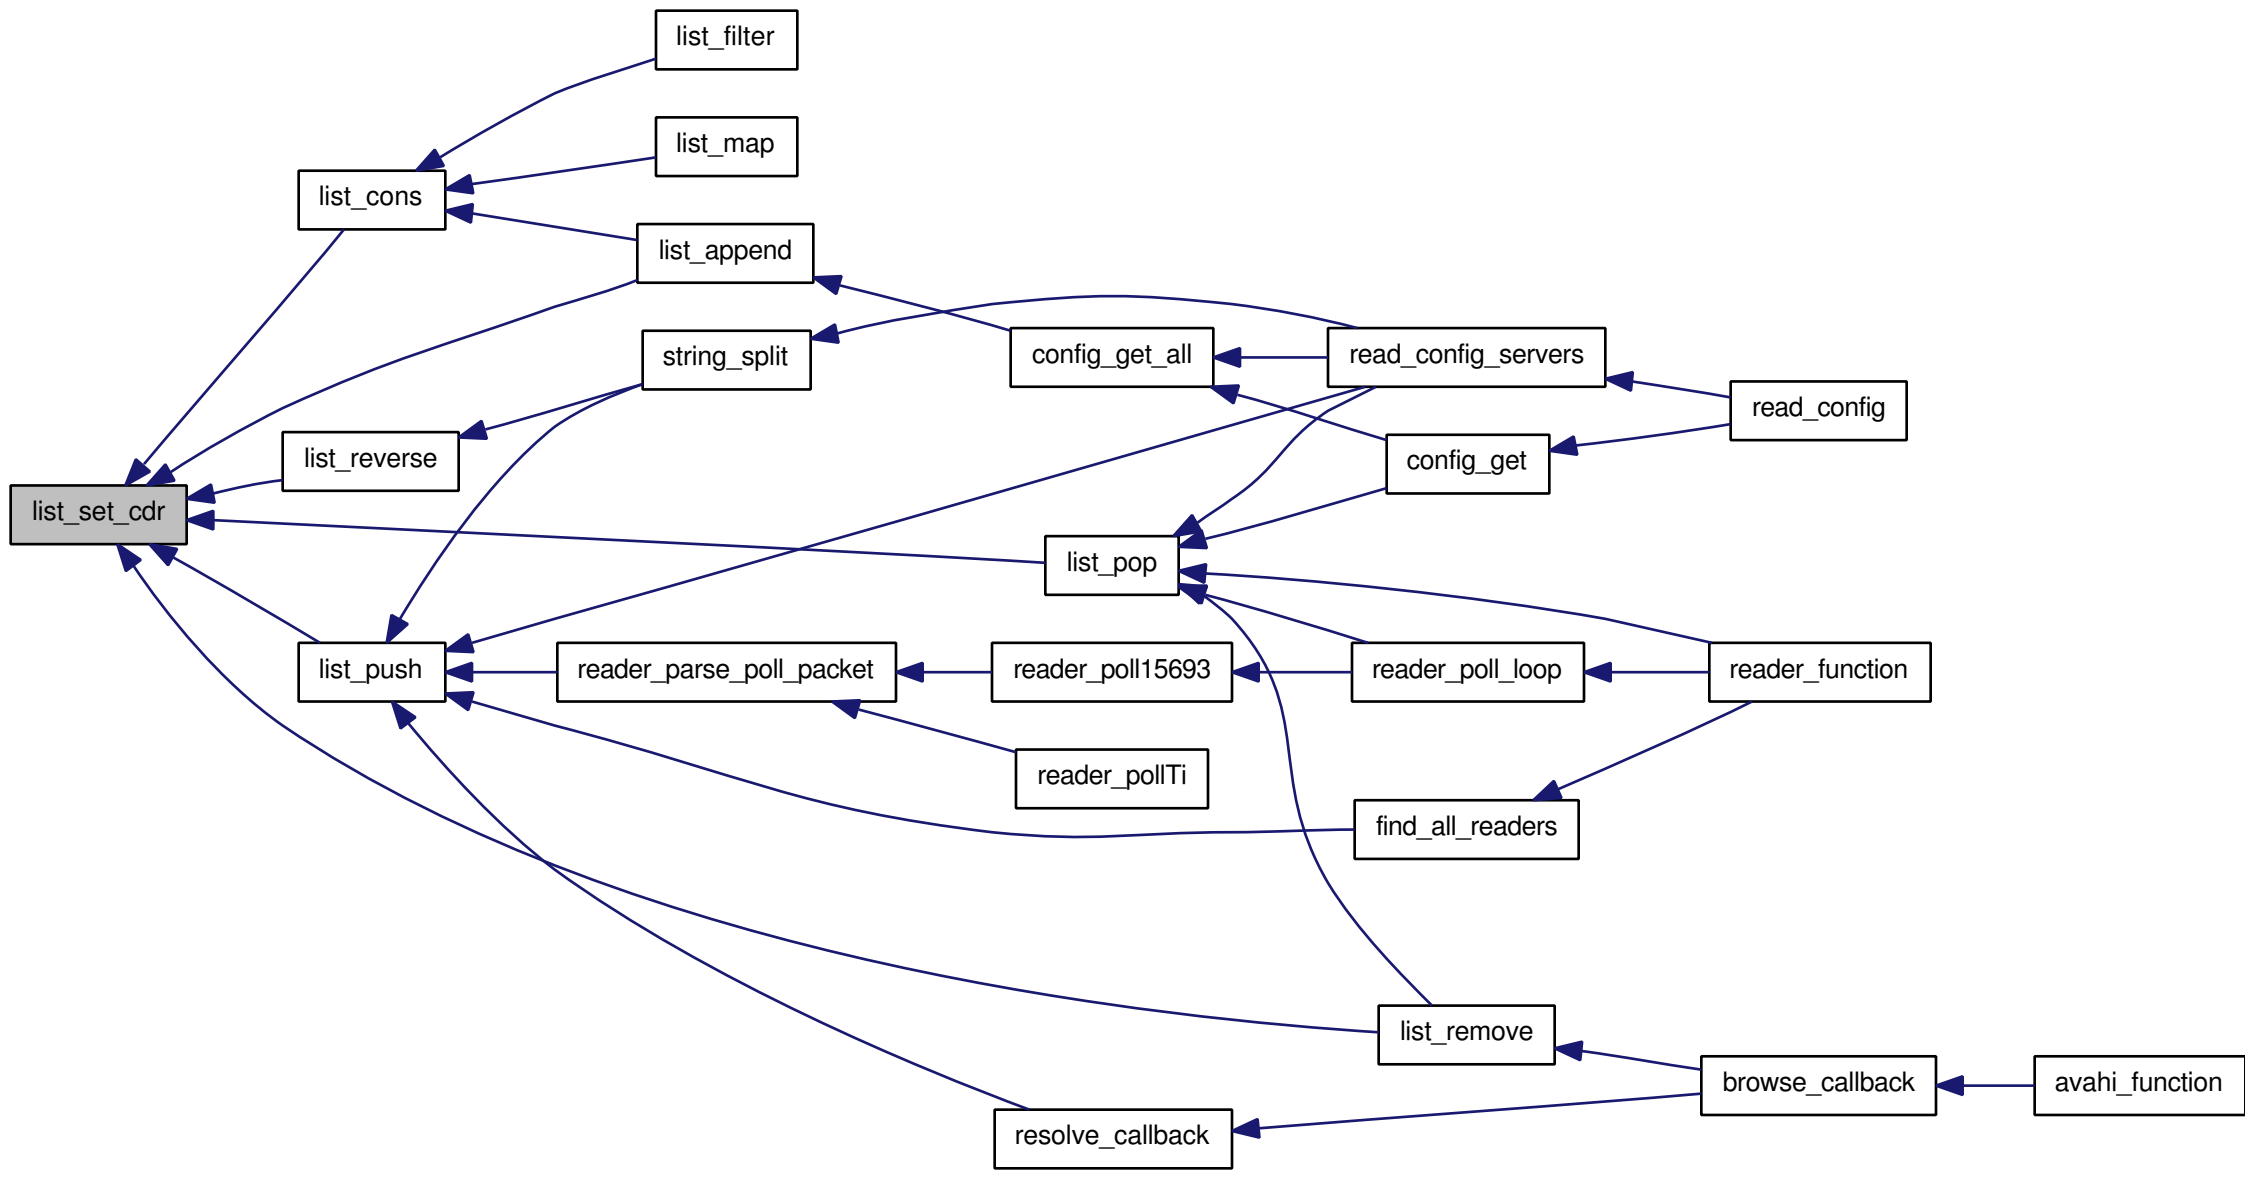 list_filter
list_map
list_cons
list_append
string_split
config_get_all
read_config_servers
read_config
list_reverse
config_get
list_set_cdr
list_pop
list_push
reader_parse_poll_packet
reader_poll15693
reader_poll_loop
reader_function
reader_pollTi
find_all_readers
list_remove
browse_callback
avahi_function
resolve_callback